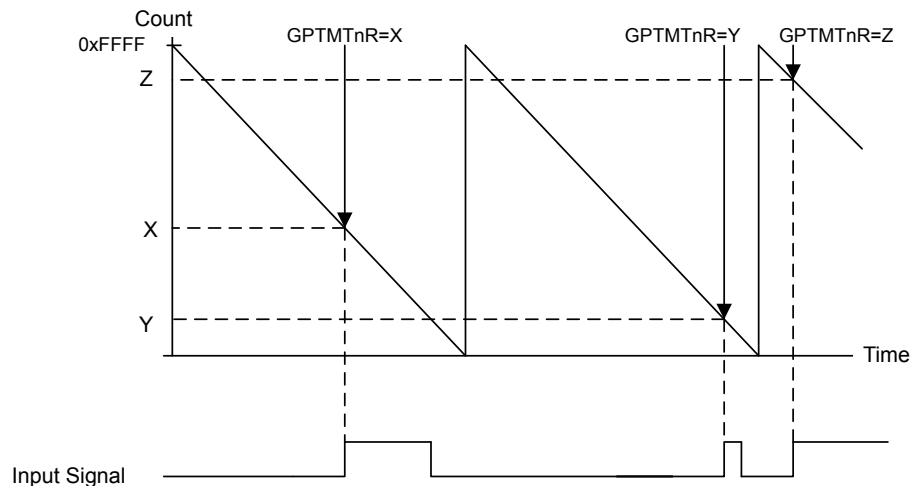 Count
0xFFFF
GPTMTnR=X
GPTMTnR=Y
GPTMTnR=Z
Z
X
Y
Time
Input Signal